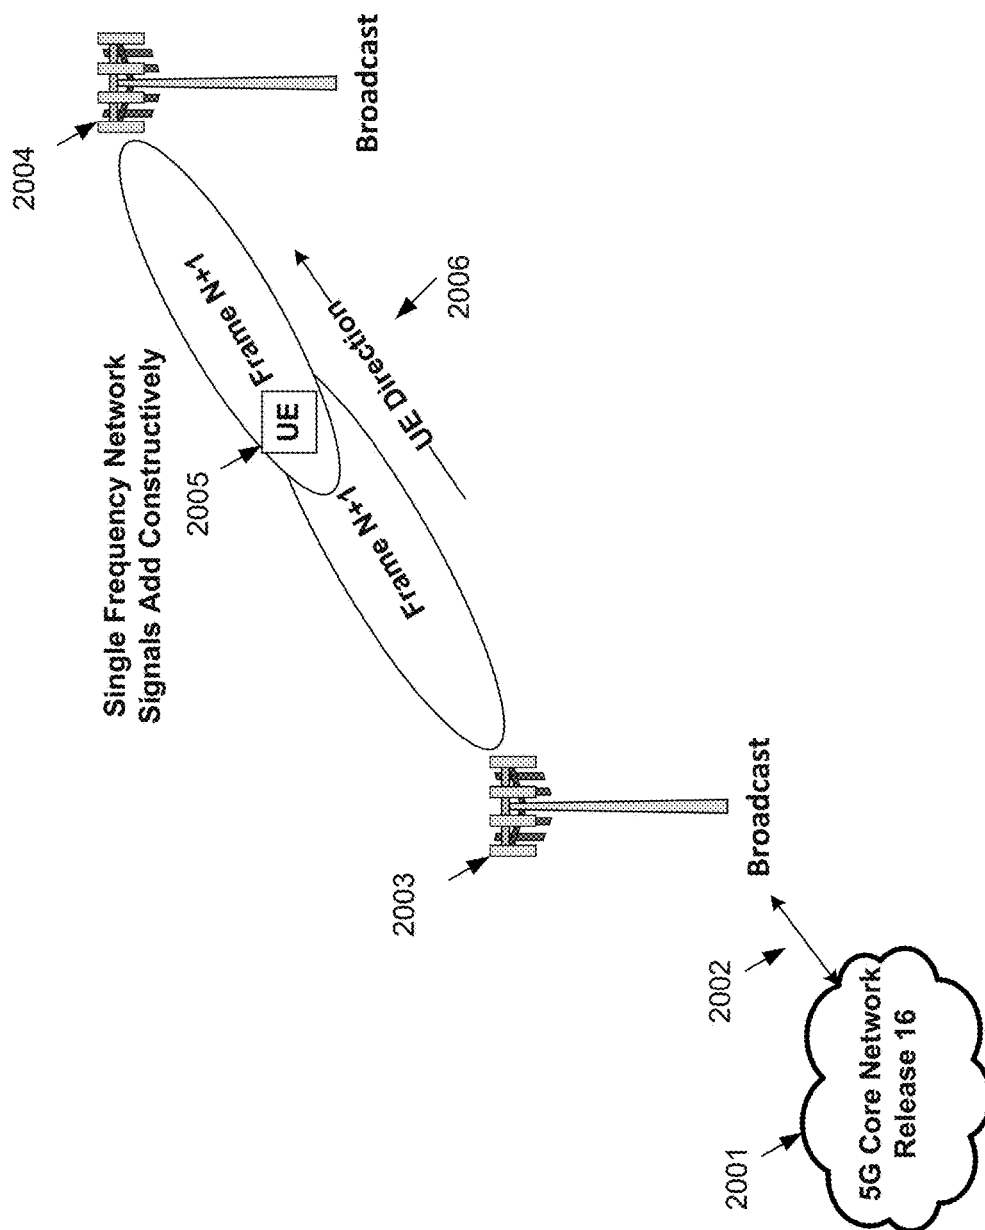 Single Frequency Network
Signals Add Constructively
2004
Broadcast
Frame N+1
2005
UE
UE Direction
2006
Frame N+1
2003
Broadcast
2002
2001
5G Core Network
Release 16